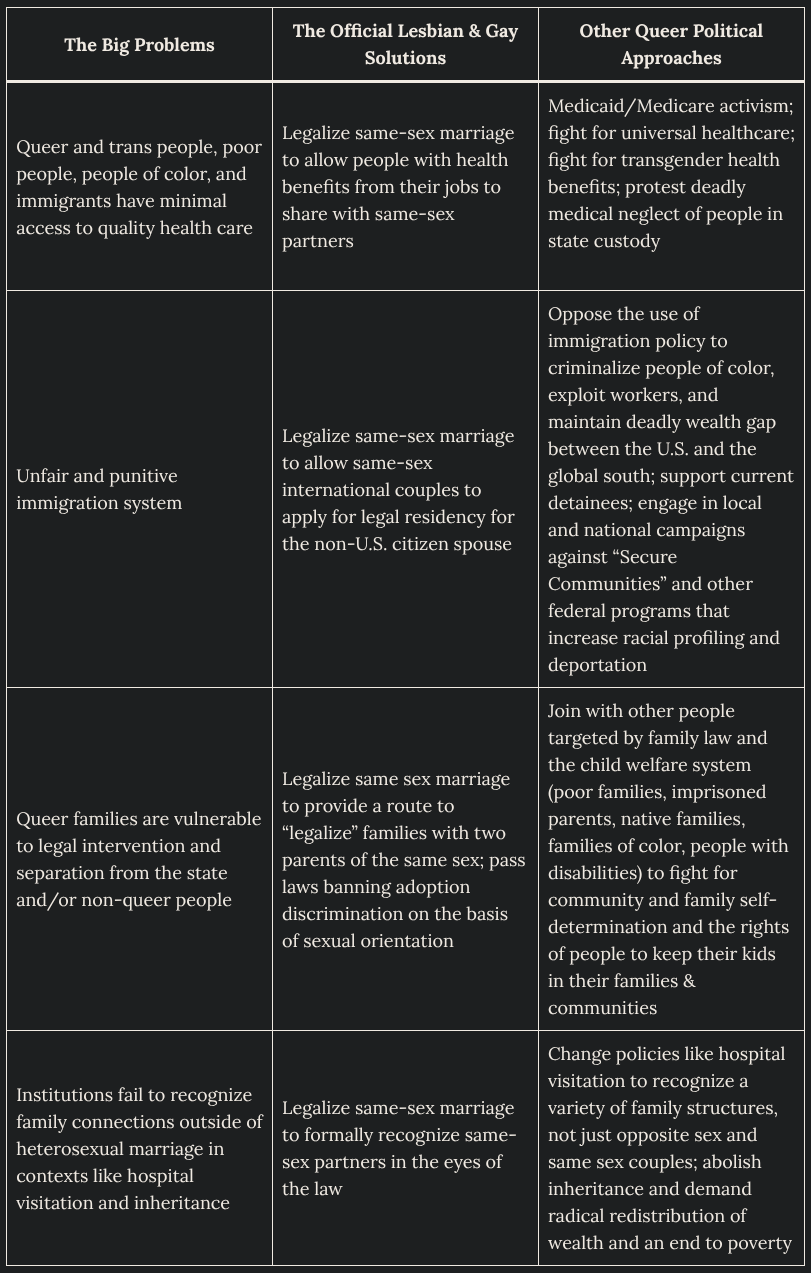 The Big Problems
The Official Lesbian & Gay
Solutions
Other Queer Political
Approaches
Queer and trans people, poor
people, people of color, and
immigrants have minimal
access to quality health care
Legalize same-sex marriage
to allow people with health
benefits from their jobs to
share with same-sex
partners
Medicaid/Medicare activism;
fight for universal healthcare;
fight for transgender health
benefits; protest deadly
medical neglect of people in
state custody
Unfair and punitive
immigration system
Legalize same-sex marriage
to allow same-sex
international couples to
apply for legal residency for
the non-U.S. citizen spouse
Oppose the use of
immigration policy to
criminalize people of color,
exploit workers, and
maintain deadly wealth gap
between the U.S. and the
global south; support current
detainees; engage in local
and national campaigns
against “Secure
Communities” and other
federal programs that
increase racial profiling and
deportation
Queer families are vulnerable
to legal intervention and
separation from the state
and/or non-queer people
Legalize same sex marriage
to provide a route to
“legalize” families with two
parents of the same sex; pass
laws banning adoption
discrimination on the basis
of sexual orientation
Join with other people
targeted by family law and
the child welfare system
(poor families, imprisoned
parents, native families,
families of color, people with
disabilities) to fight for
community and family self-
determination and the rights
of people to keep their kids
in their families &
communities
Institutions fail to recognize
family connections outside of
heterosexual marriage in
contexts like hospital
visitation and inheritance
Legalize same-sex marriage
to formally recognize same-
sex partners in the eyes of
the law
Change policies like hospital
visitation to recognize a
variety of family structures,
not just opposite sex and
same sex couples; abolish
inheritance and demand
radical redistribution of
wealth and an end to poverty